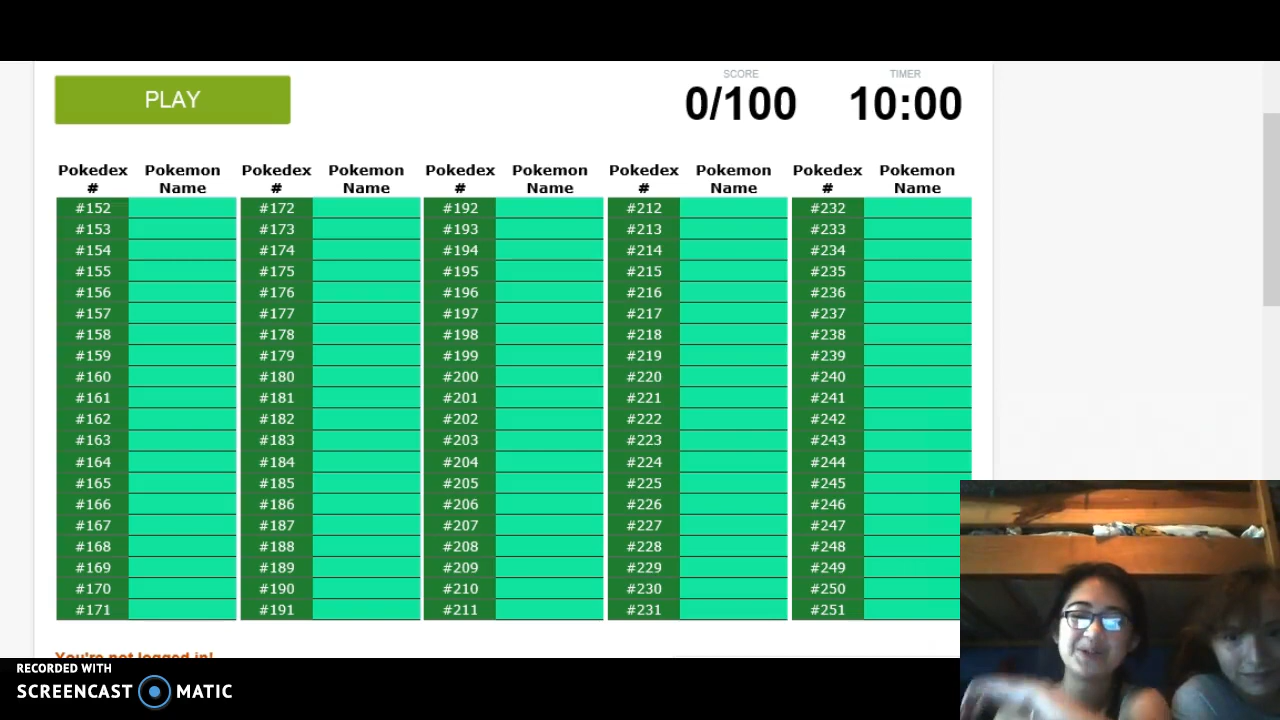 SCORE TIMER
PLAY 0/100 10:00
Pokedex Pokemon Pokedex Pokemon Pokedex Pokemon Pokedex Pokemon Pokedex Pokemon
# Name # Name # Name # Name # Name
#152 #172 #192 #212 #232
#153 #173 #193 #213 #233
#154 #174 #194 #214 #234
#155 #175 #195 #215 #235
#156 #176 #196 #216 #236
#157 #177 #197 #217 #237
#158 #178 #198 #218 #238
#159 #179 #199 #219 #239
#160 #180 #200 #220 #240
#161 #181 #201 #221 #241
#162 #182 #202 #222 #242
#163 #183 #203 #223 #243
#164 #184 #204 #224 #244
#165 #185 #205 #225 #245
#166 #186 #206 #226 #246
#167 #187 #207 #227 #247
#168 #188 #208 #228 #248
#169 #189 #209 #229 #249
#170 #190 #210 #230 #250
#171 #191 #211 #231 #251
You're not logged in!
RECORDED WITH
SCREENCAST MATIC